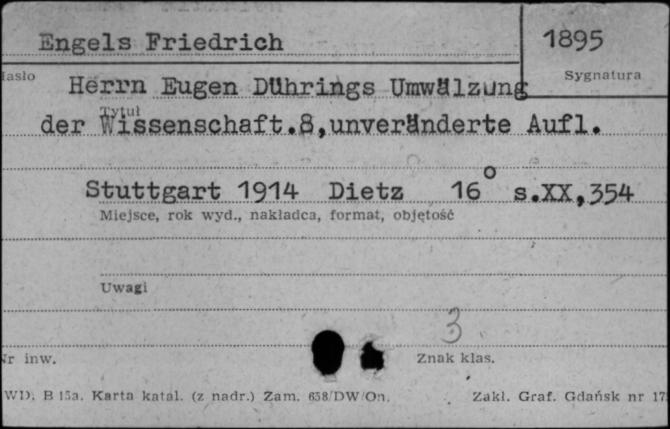 Engels Friedrich
1895
Hasło
Sygnatura
Herrn Eugen Dührings Umwälzung
Tytuł
der Wissenschaft.8,unveränderte Aufl.
Stuttgart 1914 Dietz 16° s.XX,354
Miejsce, rok wyd., nakładca, format, objętość
Uwagi
3
Nr inw.
Znak klas.
WD. B 15a. Karta katal. (z nadr.) Zam. 658/DW/On.
Zakł. Graf. Gdańsk nr 17